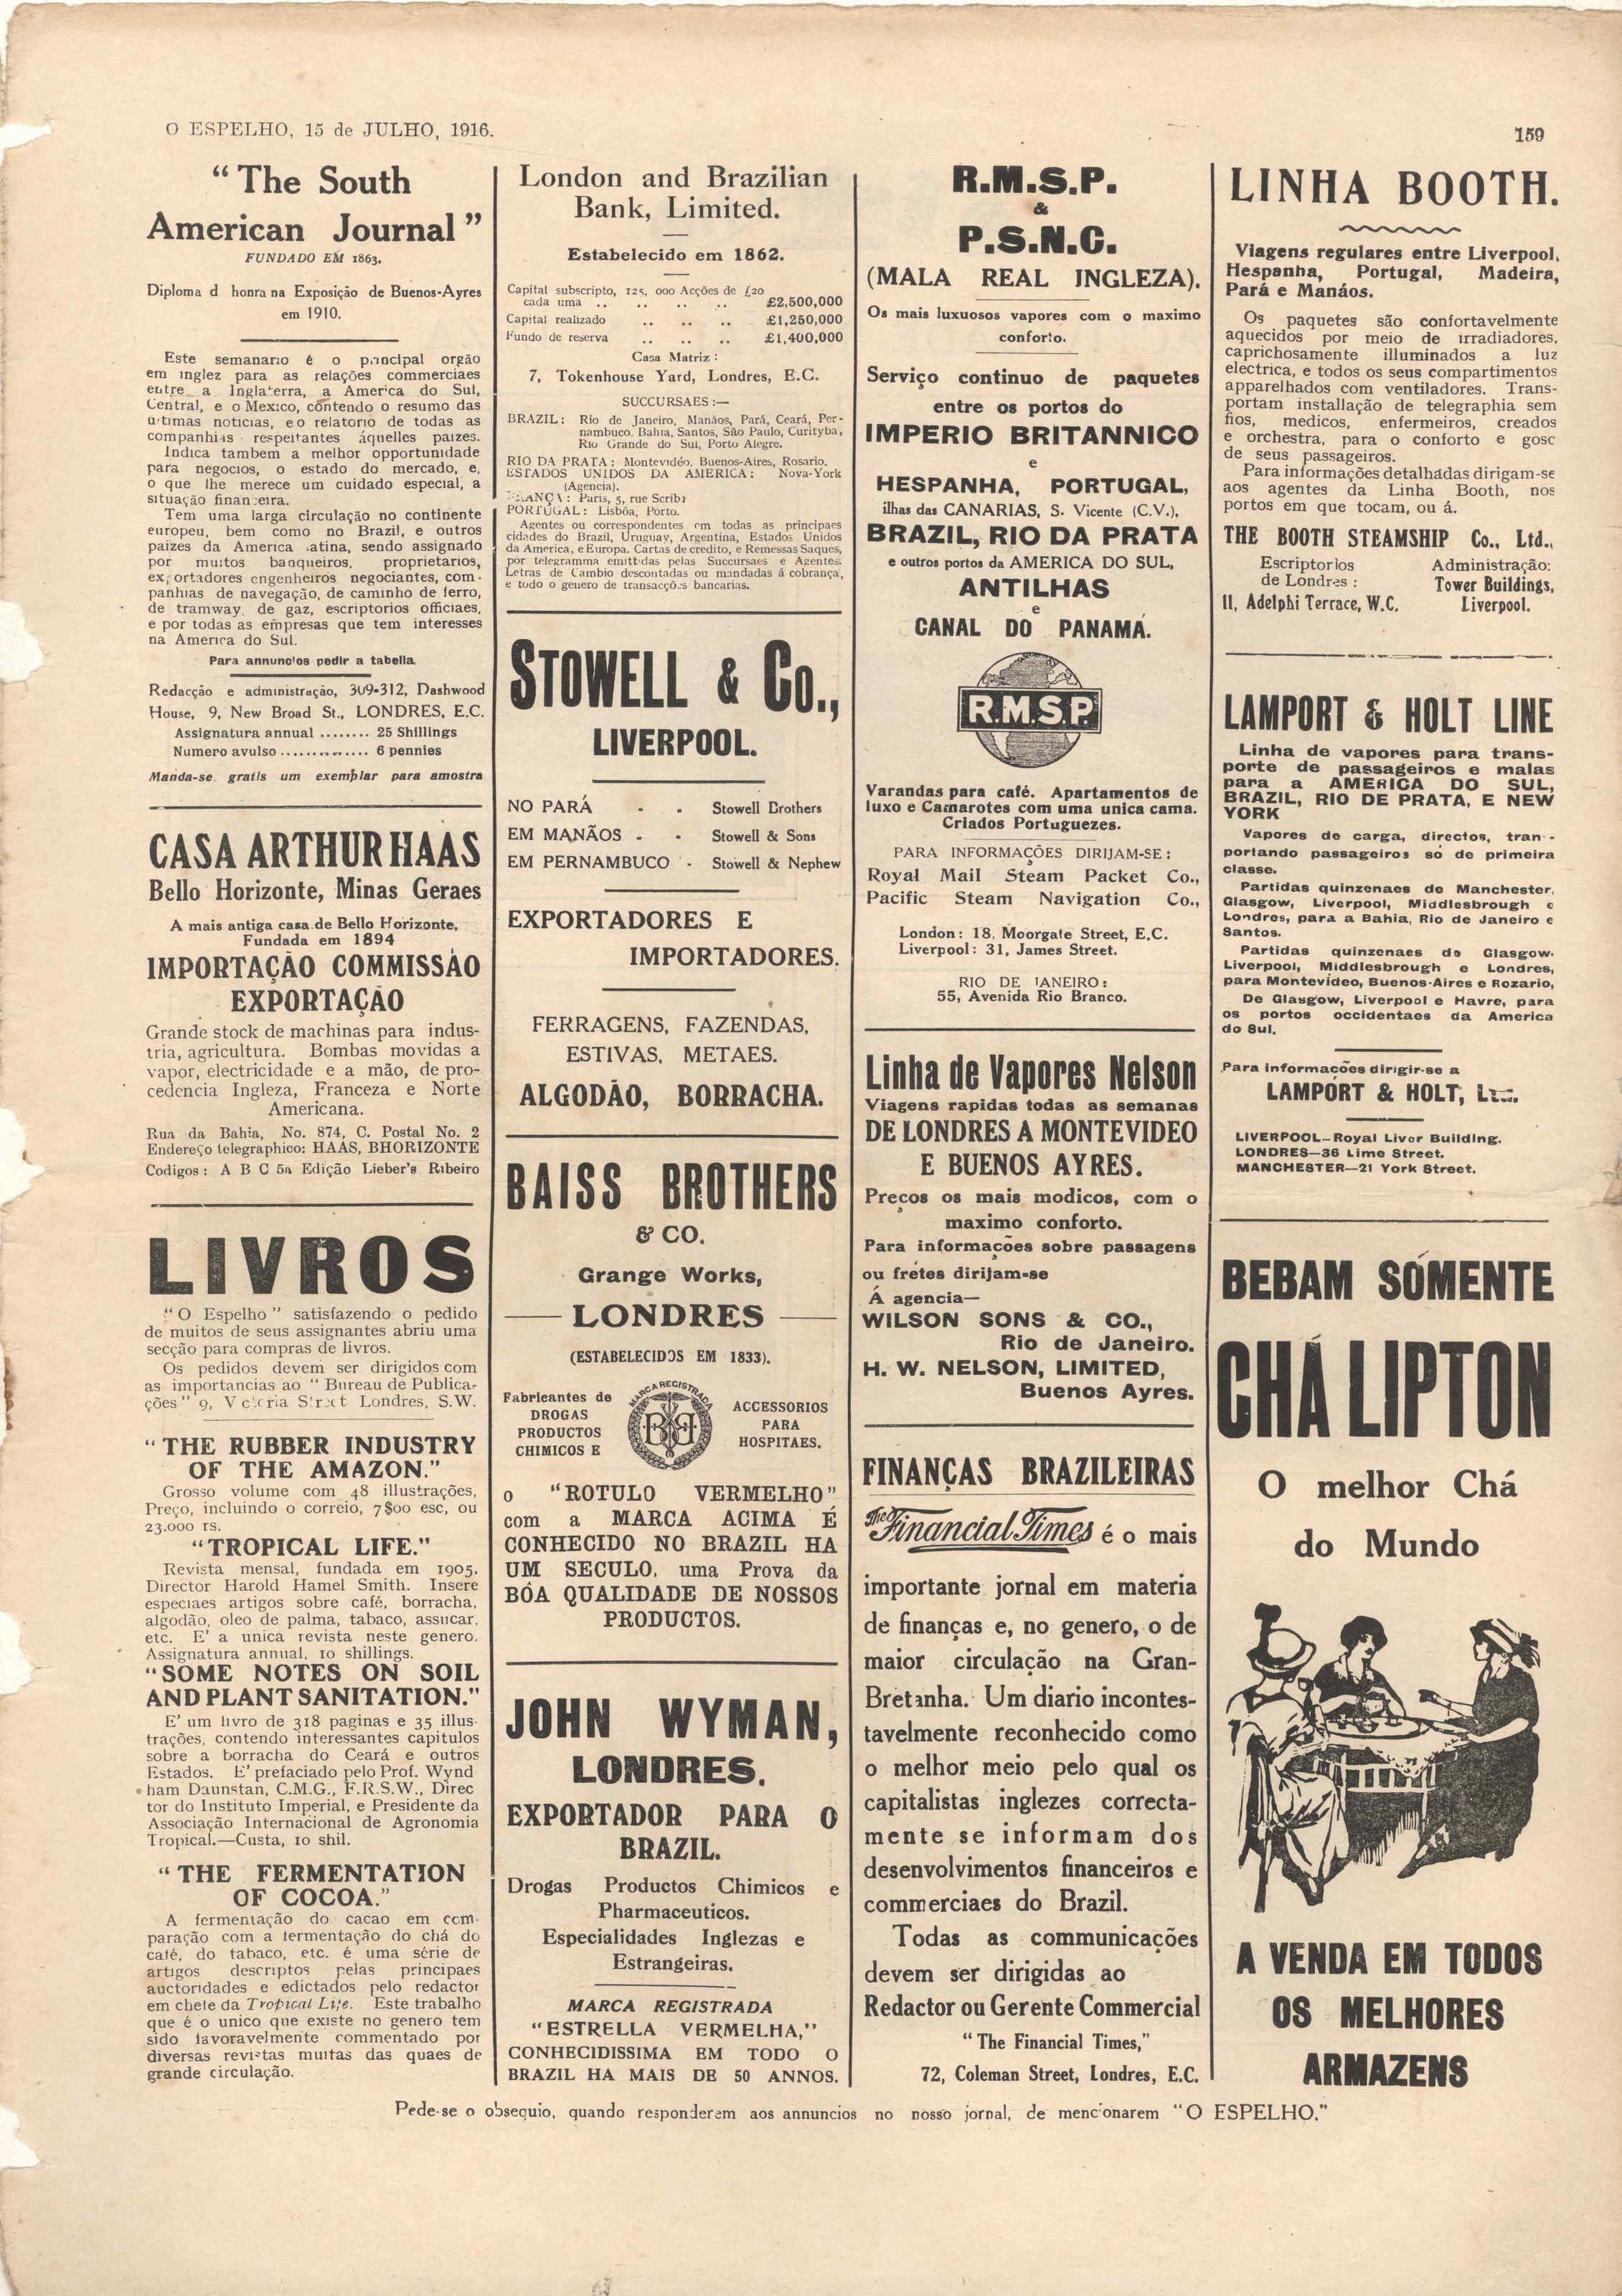 O ESPELHO, 15 de JULHO, 1916.
159
“The South
American Journal”
FUNDADO EM 1863.
Diploma d honra na Exposição de Buenos-Ayres
em 1910.
Este semanario é o principal orgão
em inglez para as relações commerciaes
entre a Inglaterra, a America do Sul,
Central, e o Mexico, contendo o resumo das
ultimas noticias, e o relatorio de todas as
companhias respeitantes áquelles paizes.
Indica tambem a melhor opportunidade
para negocios, o estado do mercado, e,
o que lhe merece um cuidado especial, a
situação financeira.
Tem uma larga circulação no continente
europeu, bem como no Brazil, e outros
paizes da America latina, sendo assignado
por muitos banqueiros, proprietarios,
exportadores engenheiros negociantes, com-
panhias de navegação, de caminho de ferro,
de tramway, de gaz, escriptorios officiaes,
e por todas as emprezas que tem interesses
na America do Sul.
Para annuncios pedir a tabella
Redacção e administração, 309-312, Dashwood
House, 9, New Broad St., LONDRES, E.C.
Assignatura annual ........ 25 Shillings
Numero avulso .............. 6 pennies
Manda-se gratis um exemplar para amostra
CASA ARTHUR HAAS
Bello Horizonte, Minas Geraes
A mais antiga casa de Bello Horizonte,
Fundada em 1894
IMPORTAÇÃO COMMISSÃO
EXPORTAÇÃO
Grande stock de machinas para indus-
tria, agricultura. Bombas movidas a
vapor, electricidade e a mão, de pro-
cedencia Ingleza, Franceza e Norte
Americana.
Rua da Bahia, No. 874, C. Postal No. 2
Endereço telegraphico: HAAS, BHORIZONTE
Codigos: A B C 5a Edição Lieber's Ribeiro
LIVROS
“O Espelho” satisfazendo o pedido
de muitos de seus assignantes abriu uma
secção para compras de livros.
Os pedidos devem ser dirigidos com
as importancias ao “Bureau de Publica-
ções” 9, Victoria Street Londres, S.W.
“THE RUBBER INDUSTRY
OF THE AMAZON.”
Grosso volume com 48 illustrações,
Preço, incluindo o correio, 7$00 esc, ou
23.000 rs.
“TROPICAL LIFE.”
Revista mensal, fundada em 1905.
Director Harold Hamel Smith. Insere
especiaes artigos sobre café, borracha,
algodão, oleo de palma, tabaco, assucar,
etc. E' a unica revista neste genero.
Assignatura annual, 10 shillings.
“SOME NOTES ON SOIL
AND PLANT SANITATION.”
E' um livro de 318 paginas e 35 illus-
trações, contendo interessantes capitulos
sobre a borracha do Ceará e outros
Estados. E' prefaciado pelo Prof. Wynd
ham Daunstan, C.M.G., F.R.S.W., Direc
tor do Instituto Imperial, e Presidente da
Associação Internacional de Agronomia
Tropical.—Custa, 10 shil.
“THE FERMENTATION
OF COCOA.”
A fermentação do cacao em com-
paração com a fermentação do chá do
café, do tabaco, etc. é uma série de
artigos descriptos pelas principaes
auctoridades e edictados pelo redactor
em chefe da Tropical Life. Este trabalho
que é o unico que existe no genero tem
sido favoravelmente commentado por
diversas revistas muitas das quaes de
grande circulação.
London and Brazilian
Bank, Limited.
Estabelecido em 1862.
Capital subscripto, 125, 000 Acções de £20
cada uma .. .. .. .. £2,500,000
Capital realizado .. .. .. £1,250,000
Fundo de reserva .. .. .. £1,400,000
Casa Matriz:
7, Tokenhouse Yard, Londres, E.C.
SUCCURSAES:—
BRAZIL: Rio de Janeiro, Manáos, Pará, Ceará, Per-
nambuco, Bahia, Santos, São Paulo, Curityba,
Rio Grande do Sul, Porto Alegre.
RIO DA PRATA: Montevidéo, Buenos-Aires, Rosario.
ESTADOS UNIDOS DA AMERICA: Nova-York
(Agencia).
FRANÇA: Paris, 5, rue Scribe
PORTUGAL: Lisbôa, Porto.
Agentes ou correspondentes em todas as principaes
cidades do Brazil, Uruguay, Argentina, Estados Unidos
da America, e Europa. Cartas de credito, e Remessas Saques,
por telegramma emittidas pelas Succursaes e Agentes.
Letras de Cambio descontadas ou mandadas á cobrança,
e tudo o genero de transacções bancarias.
STOWELL & Co.,
LIVERPOOL.
NO PARÁ - - Stowell Brothers
EM MANÃOS - - Stowell & Sons
EM PERNAMBUCO - Stowell & Nephew
EXPORTADORES E
IMPORTADORES.
FERRAGENS, FAZENDAS,
ESTIVAS, METAES.
ALGODÃO, BORRACHA.
BAISS BROTHERS
& CO.
Grange Works,
LONDRES
(ESTABELECIDOS EM 1833).
Fabricantes de
DROGAS
PRODUCTOS
CHIMICOS E
MARCA REGISTRADA
BB
ACCESSORIOS
PARA
HOSPITAES.
O “ROTULO VERMELHO”
com a MARCA ACIMA É
CONHECIDO NO BRAZIL HA
UM SECULO, uma Prova da
BÔA QUALIDADE DE NOSSOS
PRODUCTOS.
JOHN WYMAN,
LONDRES.
EXPORTADOR PARA O
BRAZIL.
Drogas Productos Chimicos e
Pharmaceuticos.
Especialidades Inglezas e
Estrangeiras.
MARCA REGISTRADA
“ESTRELLA VERMELHA,”
CONHECIDISSIMA EM TODO O
BRAZIL HA MAIS DE 50 ANNOS.
R.M.S.P.
&
P.S.N.C.
(MALA REAL INGLEZA).
Os mais luxuosos vapores com o maximo
conforto.
Serviço continuo de paquetes
entre os portos do
IMPERIO BRITANNICO
e
HESPANHA, PORTUGAL,
ilhas das CANARIAS, S. Vicente (C.V.),
BRAZIL, RIO DA PRATA
e outros portos da AMERICA DO SUL,
ANTILHAS
e
CANAL DO PANAMÁ.
R.M.S.P.
Varandas para café. Apartamentos de
luxo e Camarotes com uma unica cama.
Criados Portuguezes.
PARA INFORMAÇÕES DIRIJAM-SE:
Royal Mail Steam Packet Co.,
Pacific Steam Navigation Co.,
London: 18, Moorgate Street, E.C.
Liverpool: 31, James Street.
RIO DE JANEIRO:
55, Avenida Rio Branco.
Linha de Vapores Nelson
Viagens rapidas todas as semanas
DE LONDRES A MONTEVIDEO
E BUENOS AYRES.
Preços os mais modicos, com o
maximo conforto.
Para informações sobre passagens
ou fretes dirijam-se
Á agencia—
WILSON SONS & CO.,
Rio de Janeiro.
H. W. NELSON, LIMITED,
Buenos Ayres.
FINANÇAS BRAZILEIRAS
The Financial Times é o mais
importante jornal em materia
de finanças e, no genero, o de
maior circulação na Gran-
Bretanha. Um diario incontes-
tavelmente reconhecido como
o melhor meio pelo qual os
capitalistas inglezes correcta-
mente se informam dos
desenvolvimentos financeiros e
commerciaes do Brazil.
Todas as communicações
devem ser dirigidas ao
Redactor ou Gerente Commercial
“The Financial Times,”
72, Coleman Street, Londres, E.C.
LINHA BOOTH.
Viagens regulares entre Liverpool,
Hespanha, Portugal, Madeira,
Pará e Manáos.
Os paquetes são confortavelmente
aquecidos por meio de irradiadores,
caprichosamente illuminados a luz
electrica, e todos os seus compartimentos
apparelhados com ventiladores. Trans-
portam installação de telegraphia sem
fios, medicos, enfermeiros, creados
e orchestra, para o conforto e goso
de seus passageiros.
Para informações detalhadas dirigam-se
aos agentes da Linha Booth, nos
portos em que tocam, ou á.
THE BOOTH STEAMSHIP Co., Ltd.,
Escriptorios
de Londres:
11, Adelphi Terrace, W.C.
Administração:
Tower Buildings,
Liverpool.
LAMPORT & HOLT LINE
Linha de vapores para trans-
porte de passageiros e malas
para a AMERICA DO SUL,
BRAZIL, RIO DE PRATA, E NEW
YORK
Vapores de carga, directos, tran -
portando passageiros só de primeira
classe.
Partidas quinzenaes de Manchester,
Glasgow, Liverpool, Middlesbrough e
Londres, para a Bahia, Rio de Janeiro e
Santos.
Partidas quinzenaes de Glasgow.
Liverpool, Middlesbrough e Londres,
para Montevideo, Buenos-Aires e Rozario,
De Glasgow, Liverpool e Havre, para
os portos occidentaes da America
do Sul.
Para informacões dirigir-se a
LAMPORT & HOLT, Ltd.
LIVERPOOL—Royal Liver Building.
LONDRES—36 Lime Street.
MANCHESTER—21 York Street.
BEBAM SÓMENTE
CHÁ LIPTON
O melhor Chá
do Mundo
A VENDA EM TODOS
OS MELHORES
ARMAZENS
Pede-se o obsequio, quando responderem aos annuncios no nosso jornal, de mencionarem “O ESPELHO.”